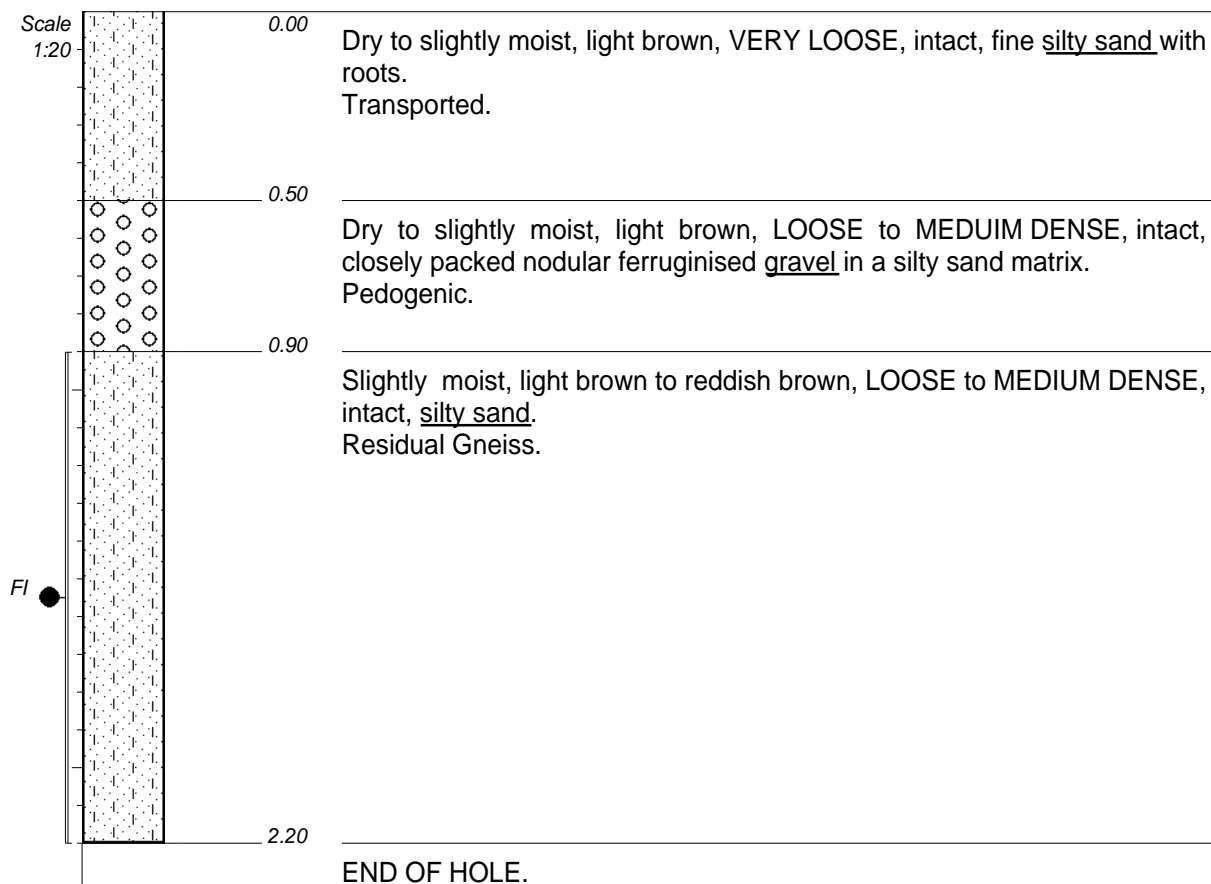 Scale
1:20
0.00
Dry to slightly moist, light brown, VERY LOOSE, intact, fine silty sand with
roots.
Transported.
0.50
Dry to slightly moist, light brown, LOOSE to MEDUIM DENSE, intact,
closely packed nodular ferruginised gravel in a silty sand matrix.
Pedogenic.
0.90
Slightly moist, light brown to reddish brown, LOOSE to MEDIUM DENSE,
intact, silty sand.
Residual Gneiss.
FI
2.20
END OF HOLE.